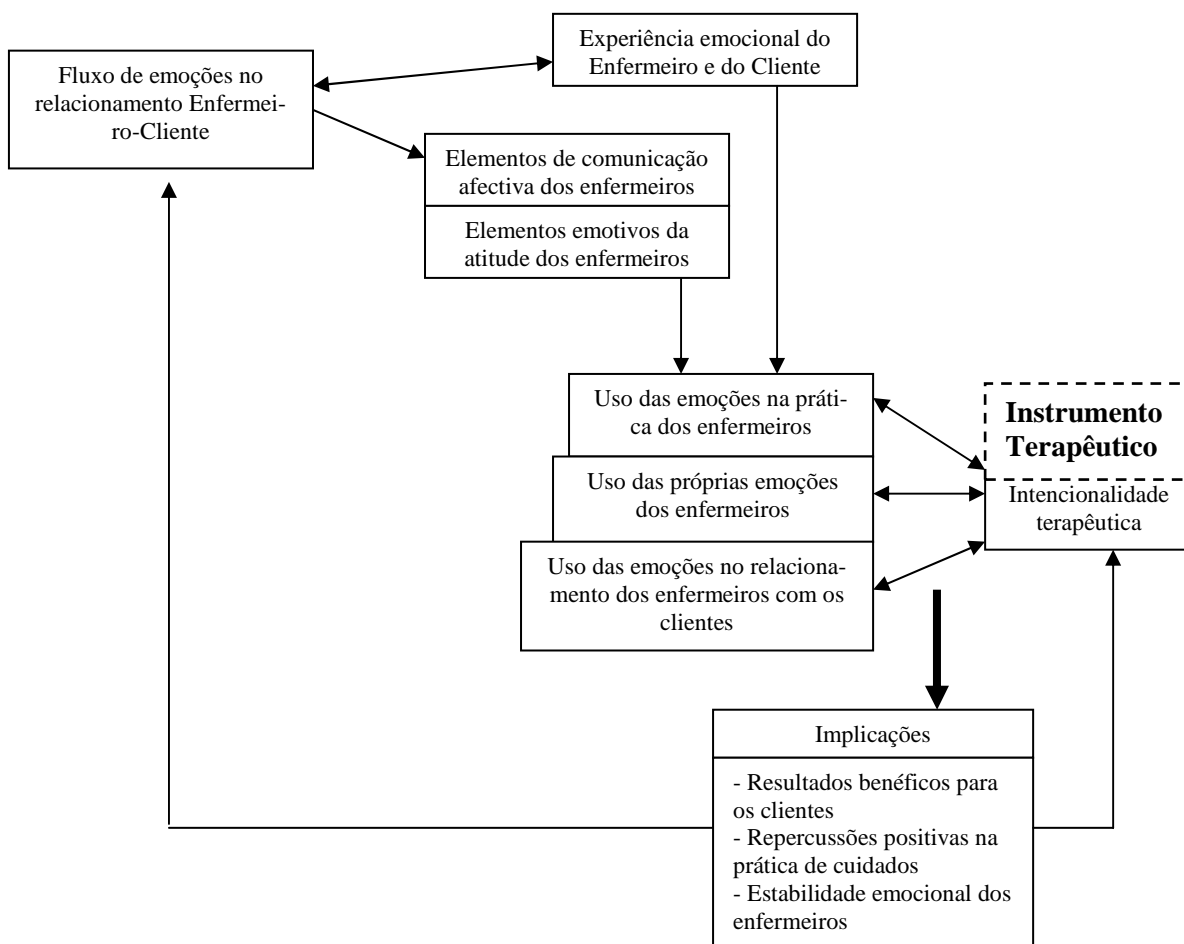 Experiência emocional do
Enfermeiro e do Cliente
Fluxo de emoções no
relacionamento Enfermei-
ro-Cliente
Elementos de comunicação
afectiva dos enfermeiros
Elementos emotivos da
atitude dos enfermeiros
Uso das emoções na práti-
ca dos enfermeiros
Instrumento
Terapêutico
Uso das próprias emoções
dos enfermeiros
Intencionalidade
terapêutica
Uso das emoções no relaciona-
mento dos enfermeiros com os
clientes
Implicações
- Resultados benéficos para
os clientes
- Repercussões positivas na
prática de cuidados
- Estabilidade emocional dos
enfermeiros